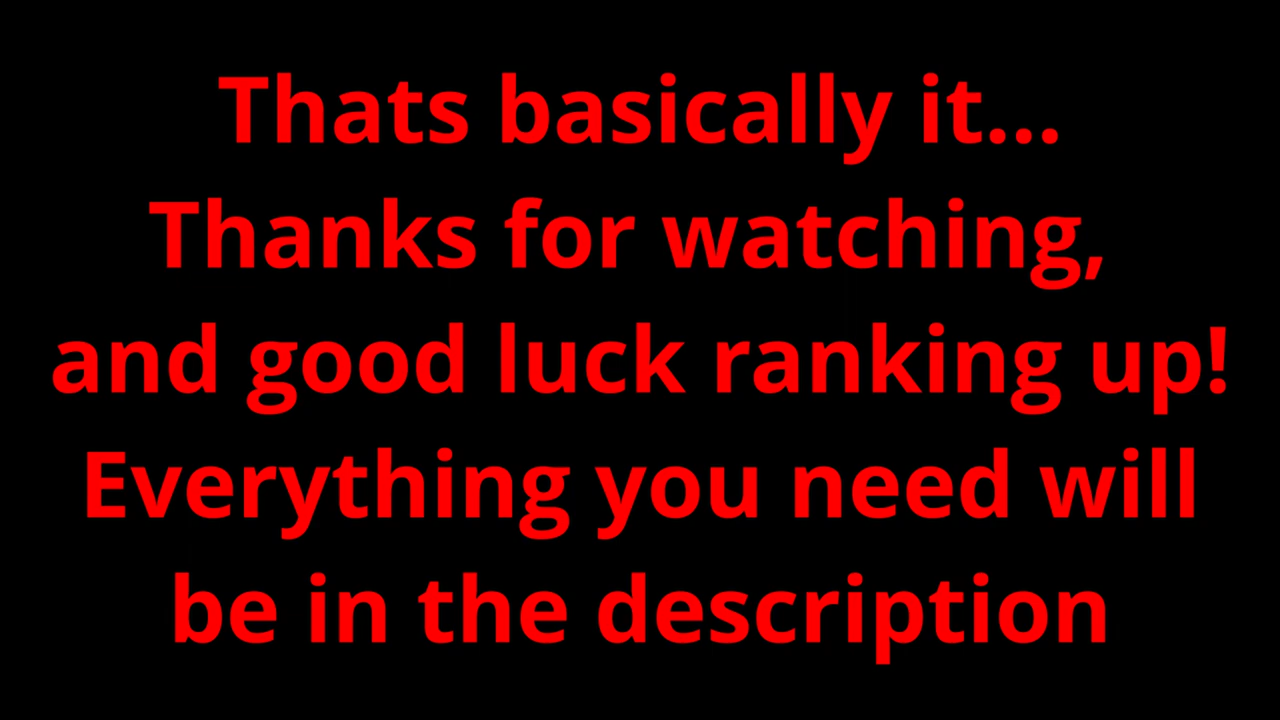 Thats basically it...
Thanks for watching,
and good luck ranking up!
Everything you need will
be in the description